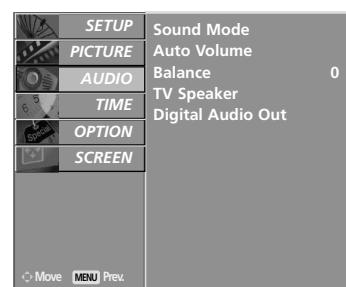 SETUP
PICTURE
AUDIO
TIME
OPTION
SCREEN
Sound Mode
Auto Volume
Balance 0
TV Speaker
Digital Audio Out
Move MENU Prev.